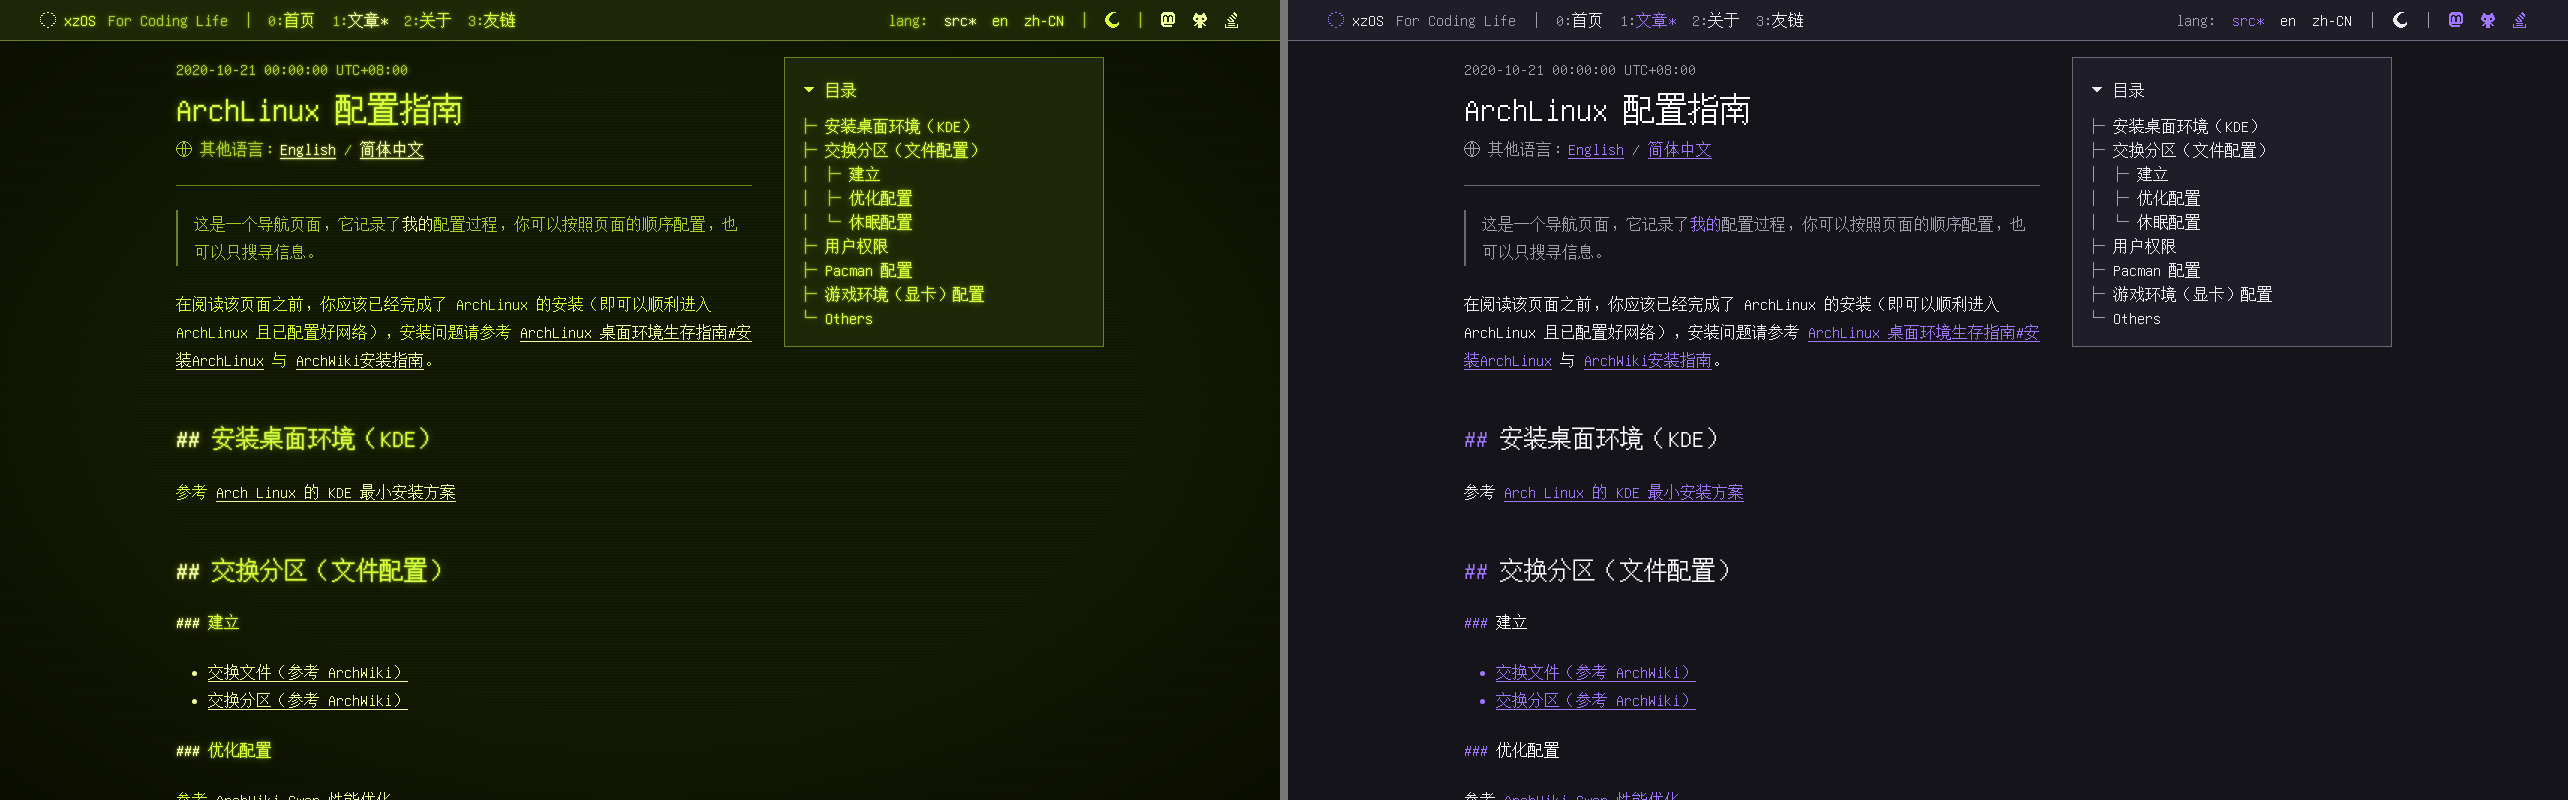 xzOS For Coding Life | 0:首页 1:文章* 2:关于 3:友链 lang: src* en zh-CN | |
2020-10-21 00:00:00 UTC+08:00
ArchLinux 配置指南
其他语言：English / 简体中文
这是一个导航页面，它记录了我的配置过程，你可以按照页面的顺序配置，也
可以只搜寻信息。
在阅读该页面之前，你应该已经完成了 ArchLinux 的安装（即可以顺利进入
ArchLinux 且已配置好网络），安装问题请参考 ArchLinux 桌面环境生存指南#安
装ArchLinux 与 ArchWiki安装指南。
## 安装桌面环境（KDE）
参考 Arch Linux 的 KDE 最小安装方案
## 交换分区（文件配置）
### 建立
• 交换文件（参考 ArchWiki）
• 交换分区（参考 ArchWiki）
### 优化配置
参考 ArchWiki Swap 性能优化
▼ 目录
├─ 安装桌面环境（KDE）
├─ 交换分区（文件配置）
│ ├─ 建立
│ ├─ 优化配置
│ └─ 休眠配置
├─ 用户权限
├─ Pacman 配置
├─ 游戏环境（显卡）配置
└─ Others
xzOS For Coding Life | 0:首页 1:文章* 2:关于 3:友链 lang: src* en zh-CN | |
2020-10-21 00:00:00 UTC+08:00
ArchLinux 配置指南
其他语言：English / 简体中文
这是一个导航页面，它记录了我的配置过程，你可以按照页面的顺序配置，也
可以只搜寻信息。
在阅读该页面之前，你应该已经完成了 ArchLinux 的安装（即可以顺利进入
ArchLinux 且已配置好网络），安装问题请参考 ArchLinux 桌面环境生存指南#安
装ArchLinux 与 ArchWiki安装指南。
## 安装桌面环境（KDE）
参考 Arch Linux 的 KDE 最小安装方案
## 交换分区（文件配置）
### 建立
• 交换文件（参考 ArchWiki）
• 交换分区（参考 ArchWiki）
### 优化配置
参考 ArchWiki Swap 性能优化
▼ 目录
├─ 安装桌面环境（KDE）
├─ 交换分区（文件配置）
│ ├─ 建立
│ ├─ 优化配置
│ └─ 休眠配置
├─ 用户权限
├─ Pacman 配置
├─ 游戏环境（显卡）配置
└─ Others